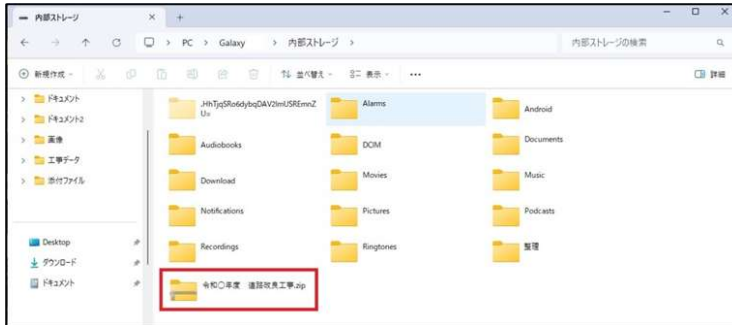 内部ストレージ
PC > Galaxy > 内部ストレージ >
内部ストレージの検索
新規作成
並べ替え
表示
...
詳細
ドキュメント
ドキュメント2
画像
工事データ
添付ファイル
Desktop
ダウンロード
ドキュメント
Alarms
Android
Audiobooks
DCIM
Documents
Download
Movies
Music
Notifications
Pictures
Podcasts
Recordings
Ringtones
整理
令和〇年度 道路改良工事.zip